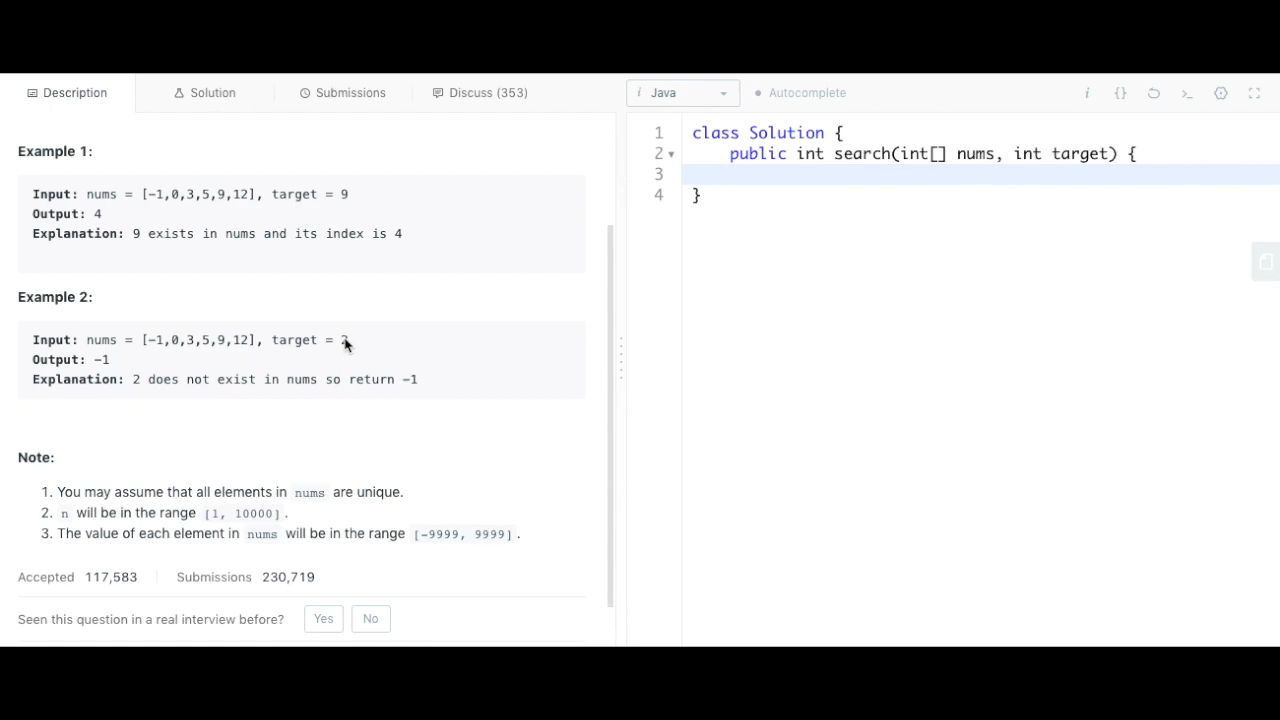 Description
Solution
Submissions
Discuss (353)
Example 1:
Input: nums = [-1,0,3,5,9,12], target = 9
Output: 4
Explanation: 9 exists in nums and its index is 4
Example 2:
Input: nums = [-1,0,3,5,9,12], target = 2
Output: -1
Explanation: 2 does not exist in nums so return -1
Note:
1. You may assume that all elements in nums are unique.
2. n will be in the range [1, 10000].
3. The value of each element in nums will be in the range [-9999, 9999].
Accepted 117,583
Submissions 230,719
Seen this question in a real interview before?
Yes
No
i Java
Autocomplete
i {}
1 class Solution {
2 public int search(int[] nums, int target) {
3
4 }